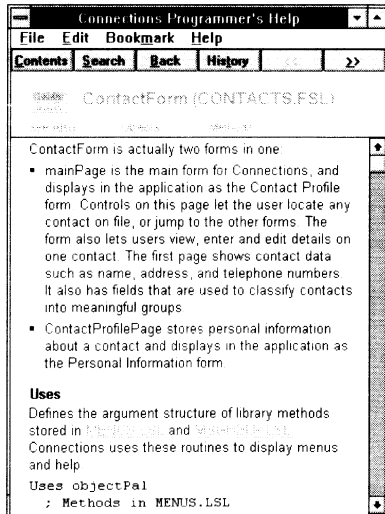 Connections Programmer's Help
File Edit Bookmark Help
Contents Search Back History << >>
ContactForm (CONTACTS.FSL)
ContactForm is actually two forms in one:
▪ mainPage is the main form for Connections, and
displays in the application as the Contact Profile
form. Controls on this page let the user locate any
contact on file, or jump to the other forms. The
form also lets users view, enter and edit details on
one contact. The first page shows contact data
such as name, address, and telephone numbers.
It also has fields that are used to classify contacts
into meaningful groups.
▪ ContactProfilePage stores personal information
about a contact and displays in the application as
the Personal Information form.
Uses
Defines the argument structure of library methods
stored in and
Connections uses these routines to display menus
and help.
Uses objectPal
; Methods in MENUS.LSL